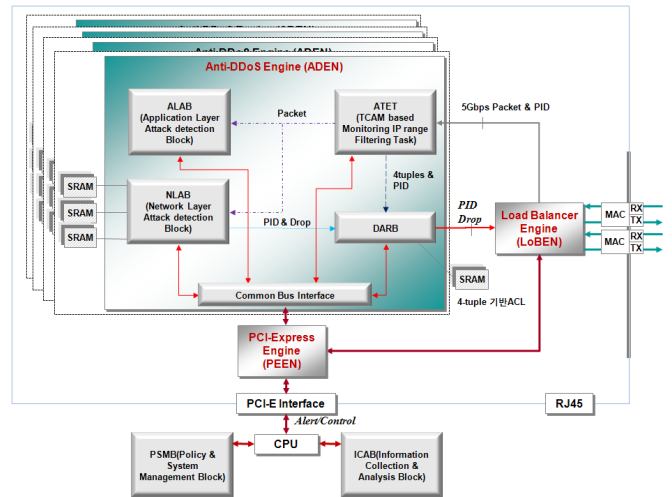 Anti-DDoS Engine (ADEN)
Anti-DDoS Engine (ADEN)
ALAB
(Application Layer
Attack detection
Block)
Packet
ATET
(TCAM based
Monitoring IP range
Filtering Task)
5Gbps Packet & PID
SRAM
SRAM
SRAM
NLAB
(Network Layer
Attack detection
Block)
4tuples &
PID
PID & Drop
DARB
PID
Drop
Load Balancer
Engine
(LoBEN)
MAC
RX
TX
MAC
RX
TX
SRAM
Common Bus Interface
4-tuple 기반ACL
PCI-Express
Engine
(PEEN)
PCI-E Interface
RJ45
Alert/Control
CPU
PSMB(Policy &
System
Management Block)
ICAB(Information
Collection &
Analysis Block)